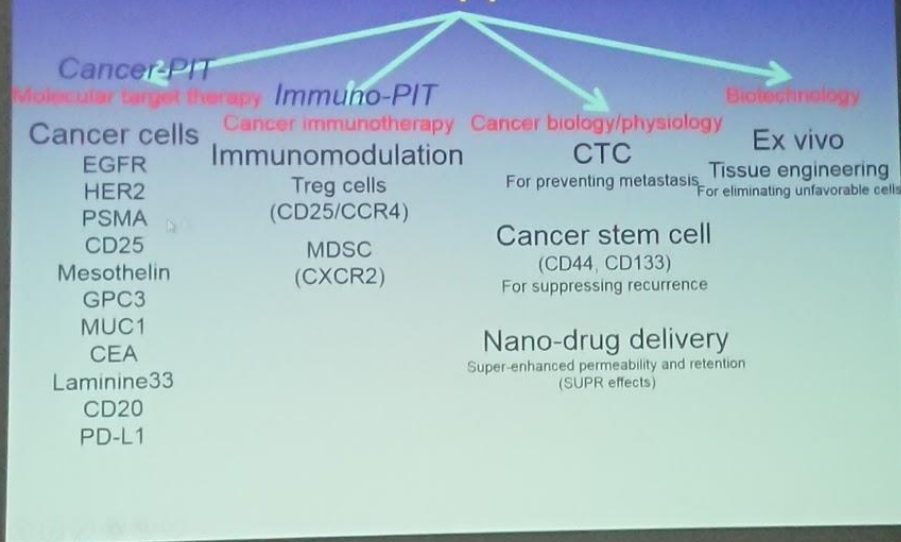 Cancer-PIT
Molecular target therapy
Cancer cells
EGFR
HER2
PSMA
CD25
Mesothelin
GPC3
MUC1
CEA
Laminine33
CD20
PD-L1
Immuno-PIT
Cancer immunotherapy
Immunomodulation
Treg cells
(CD25/CCR4)
MDSC
(CXCR2)
Cancer biology/physiology
CTC
For preventing metastasis
Cancer stem cell
(CD44, CD133)
For suppressing recurrence
Nano-drug delivery
Super-enhanced permeability and retention
(SUPR effects)
Biotechnology
Ex vivo
Tissue engineering
For eliminating unfavorable cells